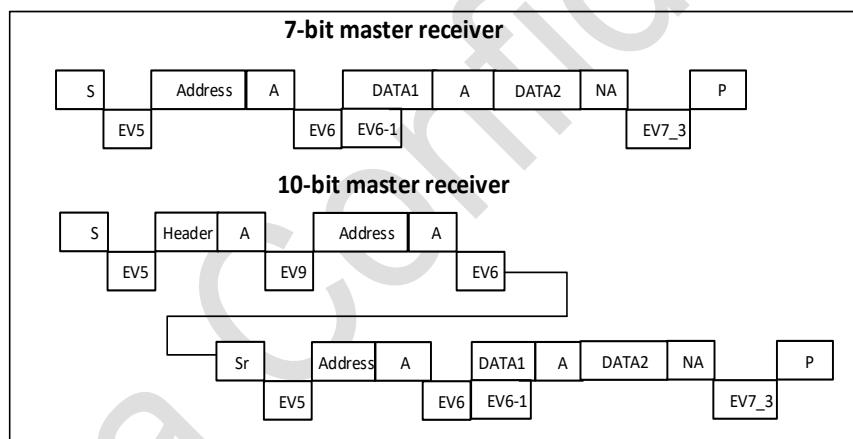 7-bit master receiver
S Address A DATA1 A DATA2 NA P
EV5 EV6 EV6-1 EV7_3
10-bit master receiver
S Header A Address A
EV5 EV9 EV6
Sr Address A DATA1 A DATA2 NA P
EV5 EV6 EV6-1 EV7_3